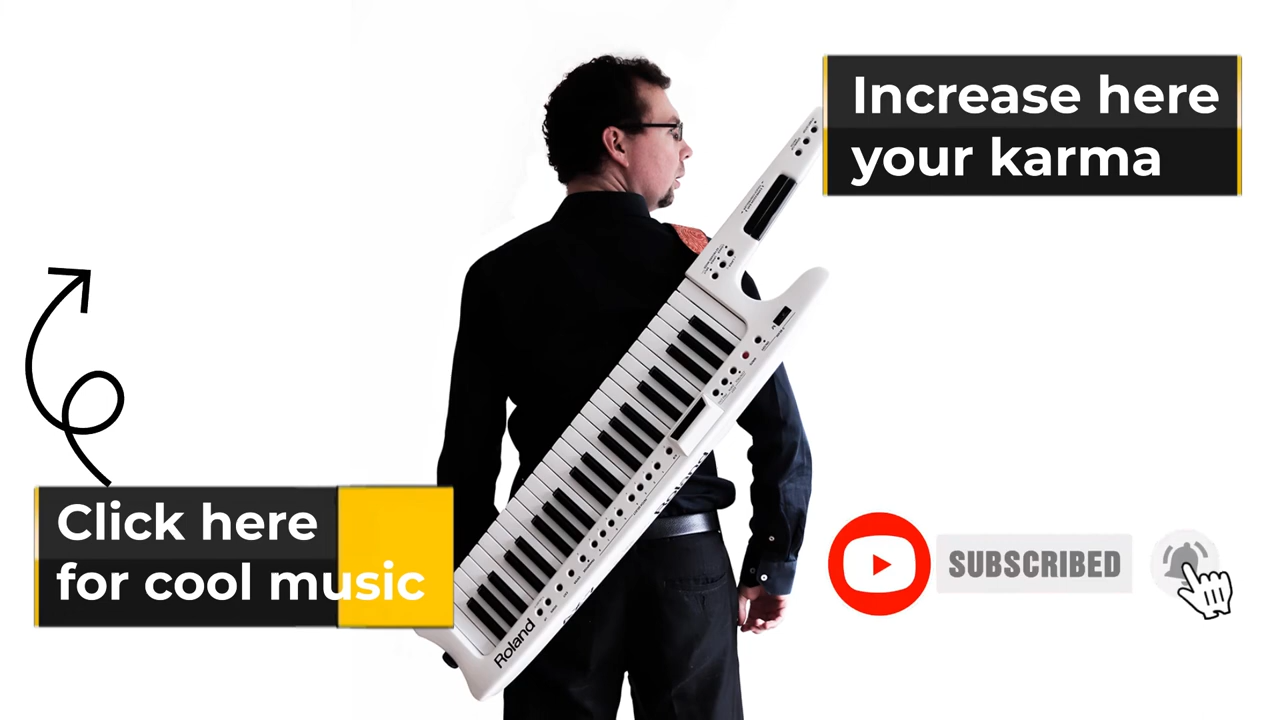 Increase here
your karma
Click here
for cool music
SUBSCRIBED
Roland